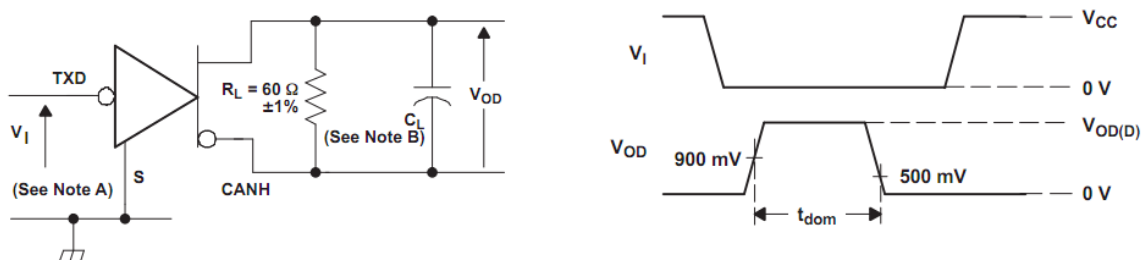 TXD
R_L = 60 Ω
±1%
C_L
(See Note B)
V_OD
V_I
(See Note A)
S
CANH
V_I
V_CC
0 V
V_OD
900 mV
V_OD(D)
500 mV
0 V
t_dom